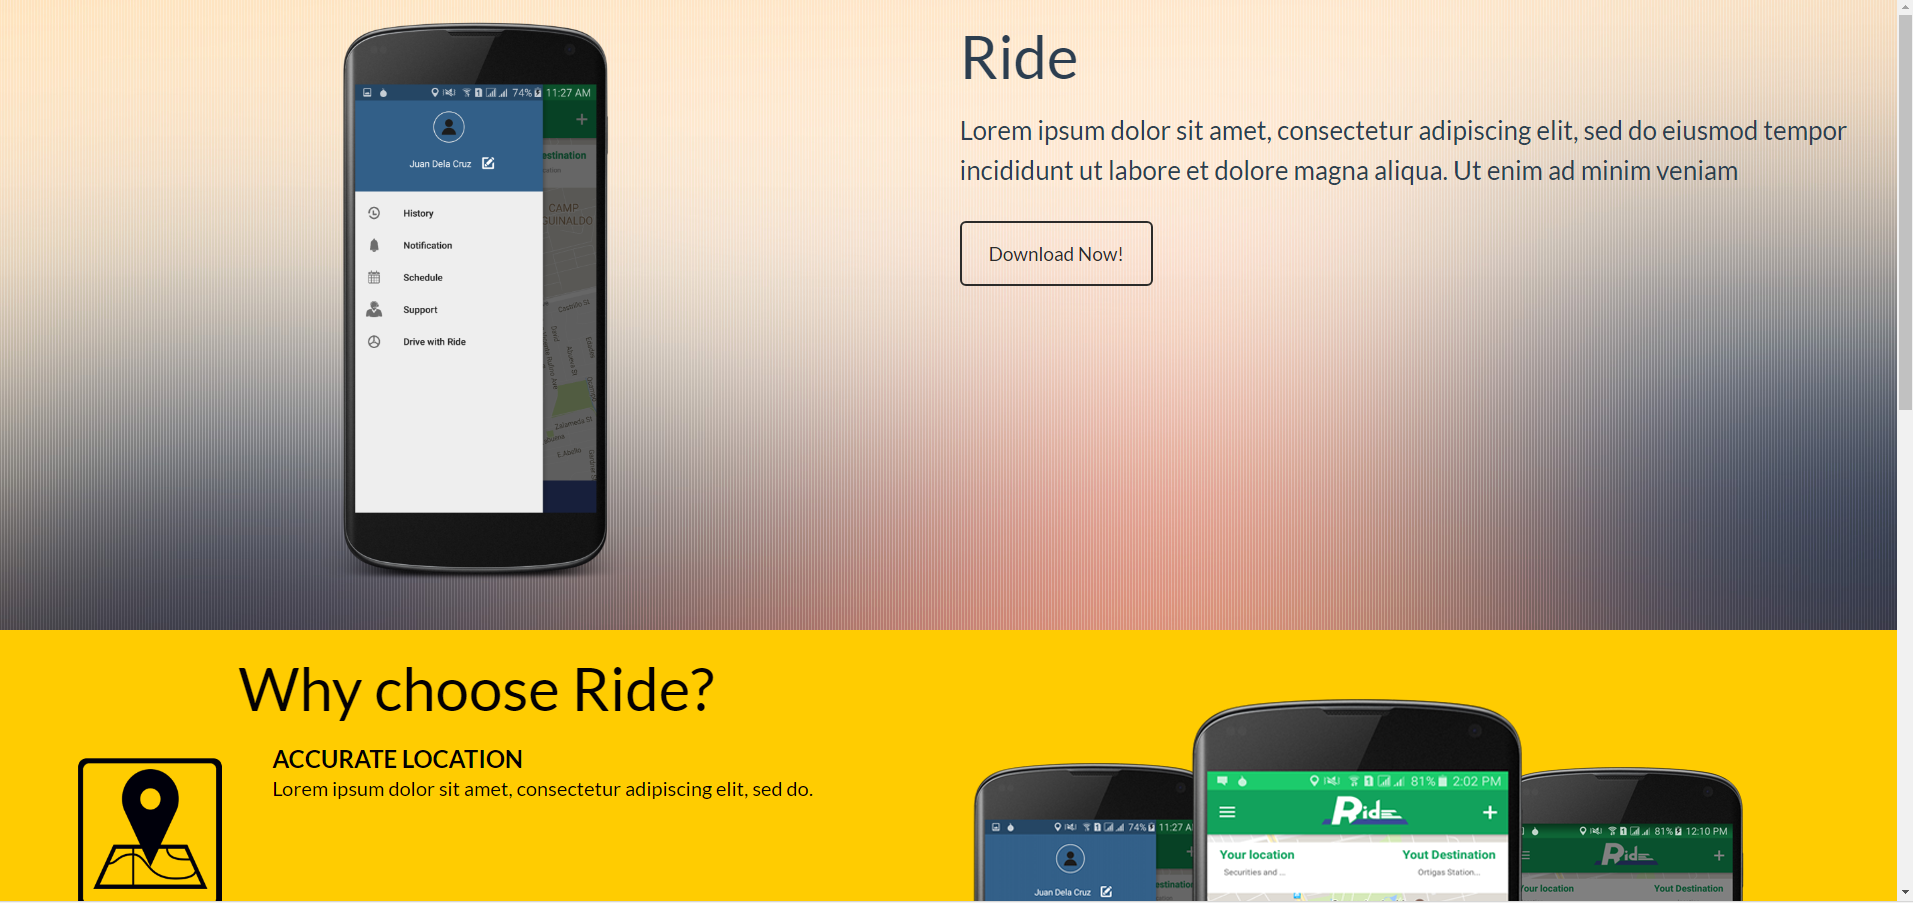 74% 11:27 AM
Juan Dela Cruz
estination
History
CAMP
GUINALDO
Notification
Schedule
Support
Drive with Ride
Zalameda St
E. Abello
Ride
Lorem ipsum dolor sit amet, consectetur adipiscing elit, sed do eiusmod tempor
incididunt ut labore et dolore magna aliqua. Ut enim ad minim veniam
Download Now!
Why choose Ride?
ACCURATE LOCATION
Lorem ipsum dolor sit amet, consectetur adipiscing elit, sed do.
74% 11:27 A
Juan Dela Cruz
estination
81% 2:02 PM
Ride
Your location Yout Destination
Securities and ... Ortigas Station...
81% 12:10 PM
Ride
Your location Yout Destination